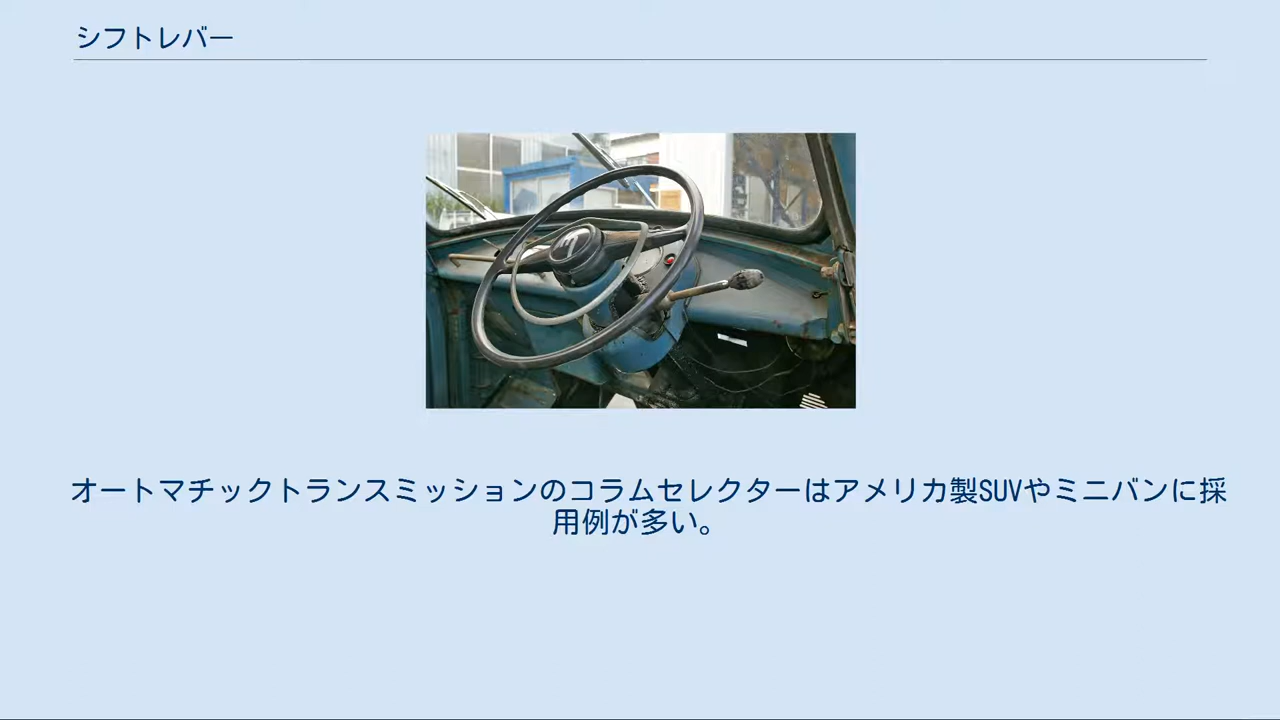 シフトレバー
オートマチックトランスミッションのコラムセレクターはアメリカ製SUVやミニバンに採
用例が多い。